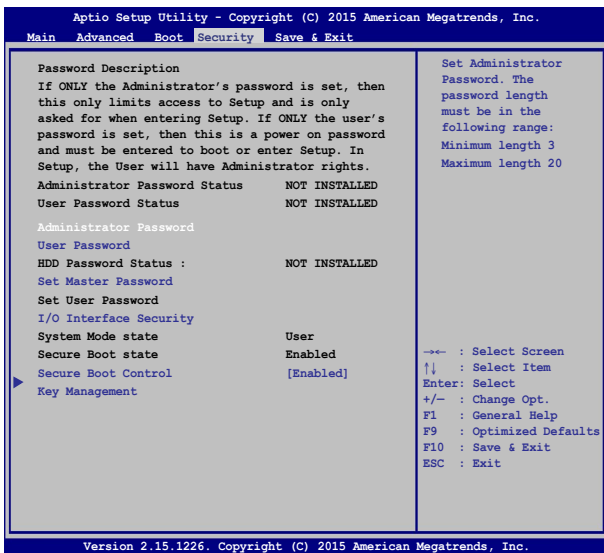 Aptio Setup Utility - Copyright (C) 2015 American Megatrends, Inc.
Main Advanced Boot Security Save & Exit
Password Description
If ONLY the Administrator's password is set, then
this only limits access to Setup and is only
asked for when entering Setup. If ONLY the user's
password is set, then this is a power on password
and must be entered to boot or enter Setup. In
Setup, the User will have Administrator rights.
Administrator Password Status NOT INSTALLED
User Password Status NOT INSTALLED
Administrator Password
User Password
HDD Password Status : NOT INSTALLED
Set Master Password
Set User Password
I/O Interface Security
System Mode state User
Secure Boot state Enabled
Secure Boot Control [Enabled]
Key Management
Set Administrator
Password. The
password length
must be in the
following range:
Minimum length 3
Maximum length 20
→← : Select Screen
↑↓ : Select Item
Enter: Select
+/— : Change Opt.
F1 : General Help
F9 : Optimized Defaults
F10 : Save & Exit
ESC : Exit
Version 2.15.1226. Copyright (C) 2015 American Megatrends, Inc.